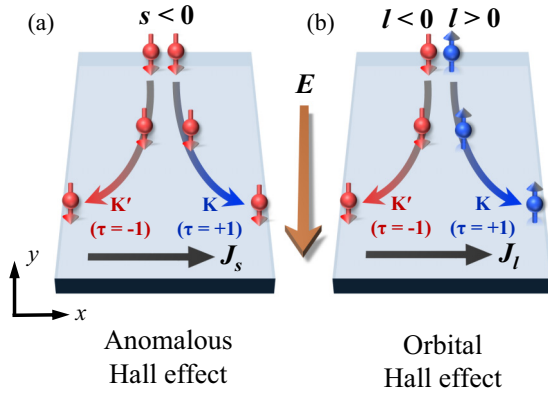 (a)
s < 0
K′
(τ = -1)
K
(τ = +1)
J_s
Anomalous
Hall effect
E
(b)
l < 0 l > 0
K′
(τ = -1)
K
(τ = +1)
J_l
Orbital
Hall effect
y
x